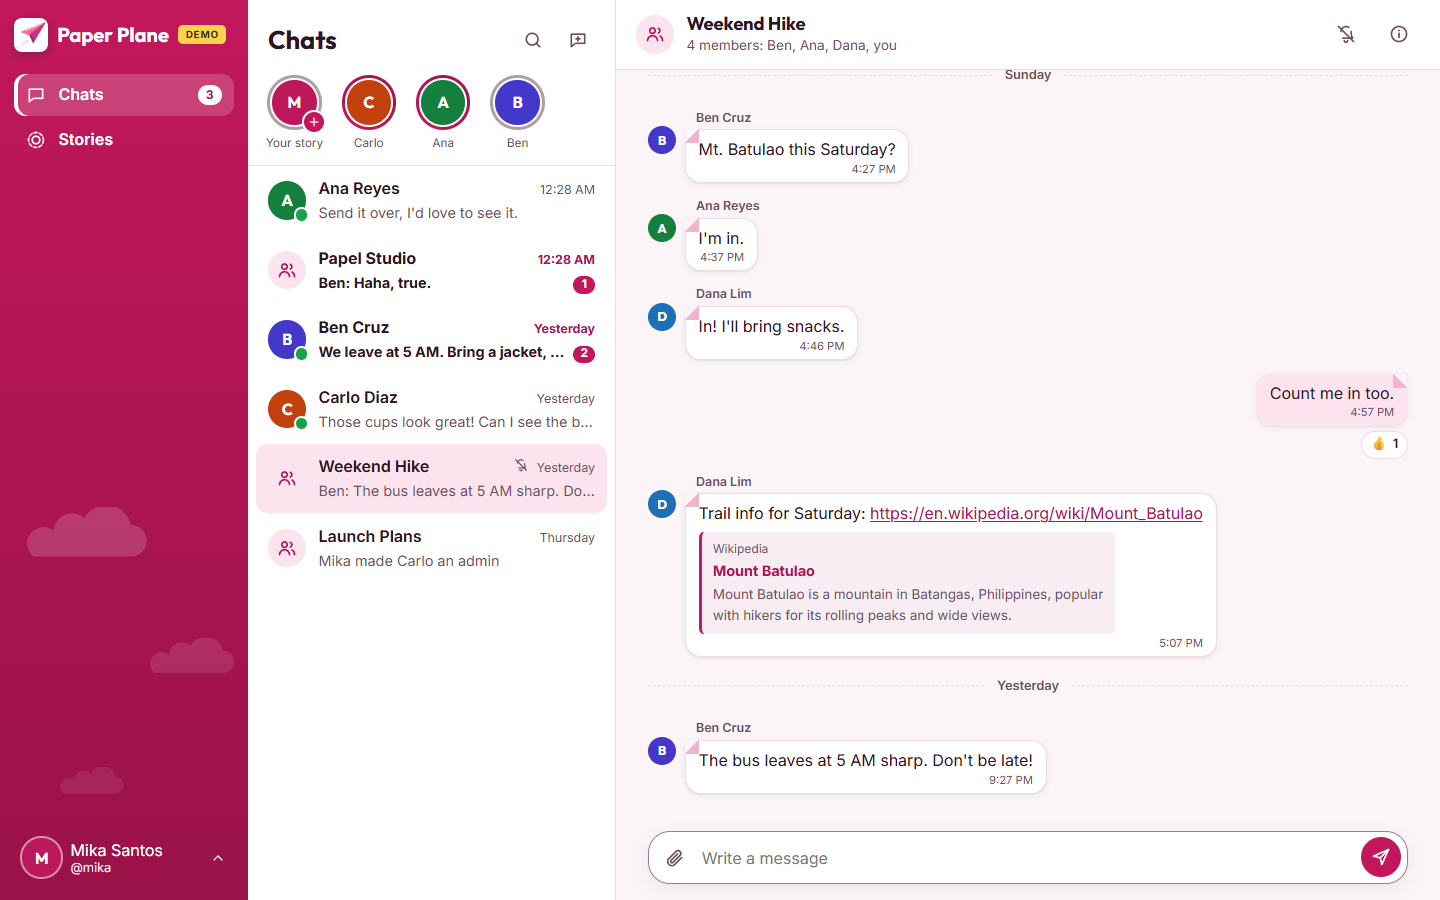 Paper Plane DEMO
Chats 3
Stories
M Mika Santos
@mika
Chats
M C A B
Your story Carlo Ana Ben
A Ana Reyes 12:28 AM
Send it over, I'd love to see it.
Papel Studio 12:28 AM
Ben: Haha, true. 1
B Ben Cruz Yesterday
We leave at 5 AM. Bring a jacket, ... 2
C Carlo Diaz Yesterday
Those cups look great! Can I see the b...
Weekend Hike Yesterday
Ben: The bus leaves at 5 AM sharp. Do...
Launch Plans Thursday
Mika made Carlo an admin
Weekend Hike
4 members: Ben, Ana, Dana, you
Sunday
Ben Cruz
B Mt. Batulao this Saturday?
4:27 PM
Ana Reyes
A I'm in.
4:37 PM
Dana Lim
D In! I'll bring snacks.
4:46 PM
Count me in too.
4:57 PM
👍 1
Dana Lim
D Trail info for Saturday: https://en.wikipedia.org/wiki/Mount_Batulao
Wikipedia
Mount Batulao
Mount Batulao is a mountain in Batangas, Philippines, popular
with hikers for its rolling peaks and wide views.
5:07 PM
Yesterday
Ben Cruz
B The bus leaves at 5 AM sharp. Don't be late!
9:27 PM
Write a message